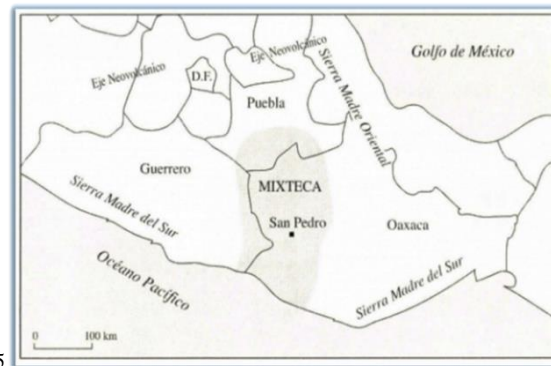 Golfo de México
Eje Neovolcánico
Eje Neovolcánico
D.F.
Sierra Madre Oriental
Puebla
Guerrero
MIXTECA
Sierra Madre del Sur
San Pedro
Oaxaca
Océano Pacífico
Sierra Madre del Sur
0 100 km